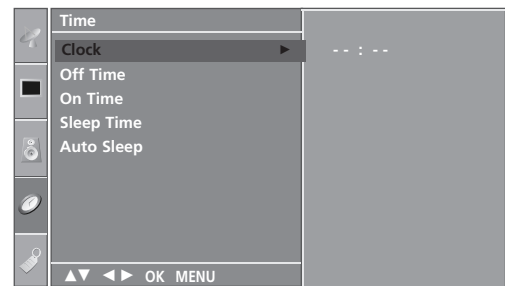 Time
Clock ► -- : --
Off Time
On Time
Sleep Time
Auto Sleep
▲▼ ◄► OK MENU